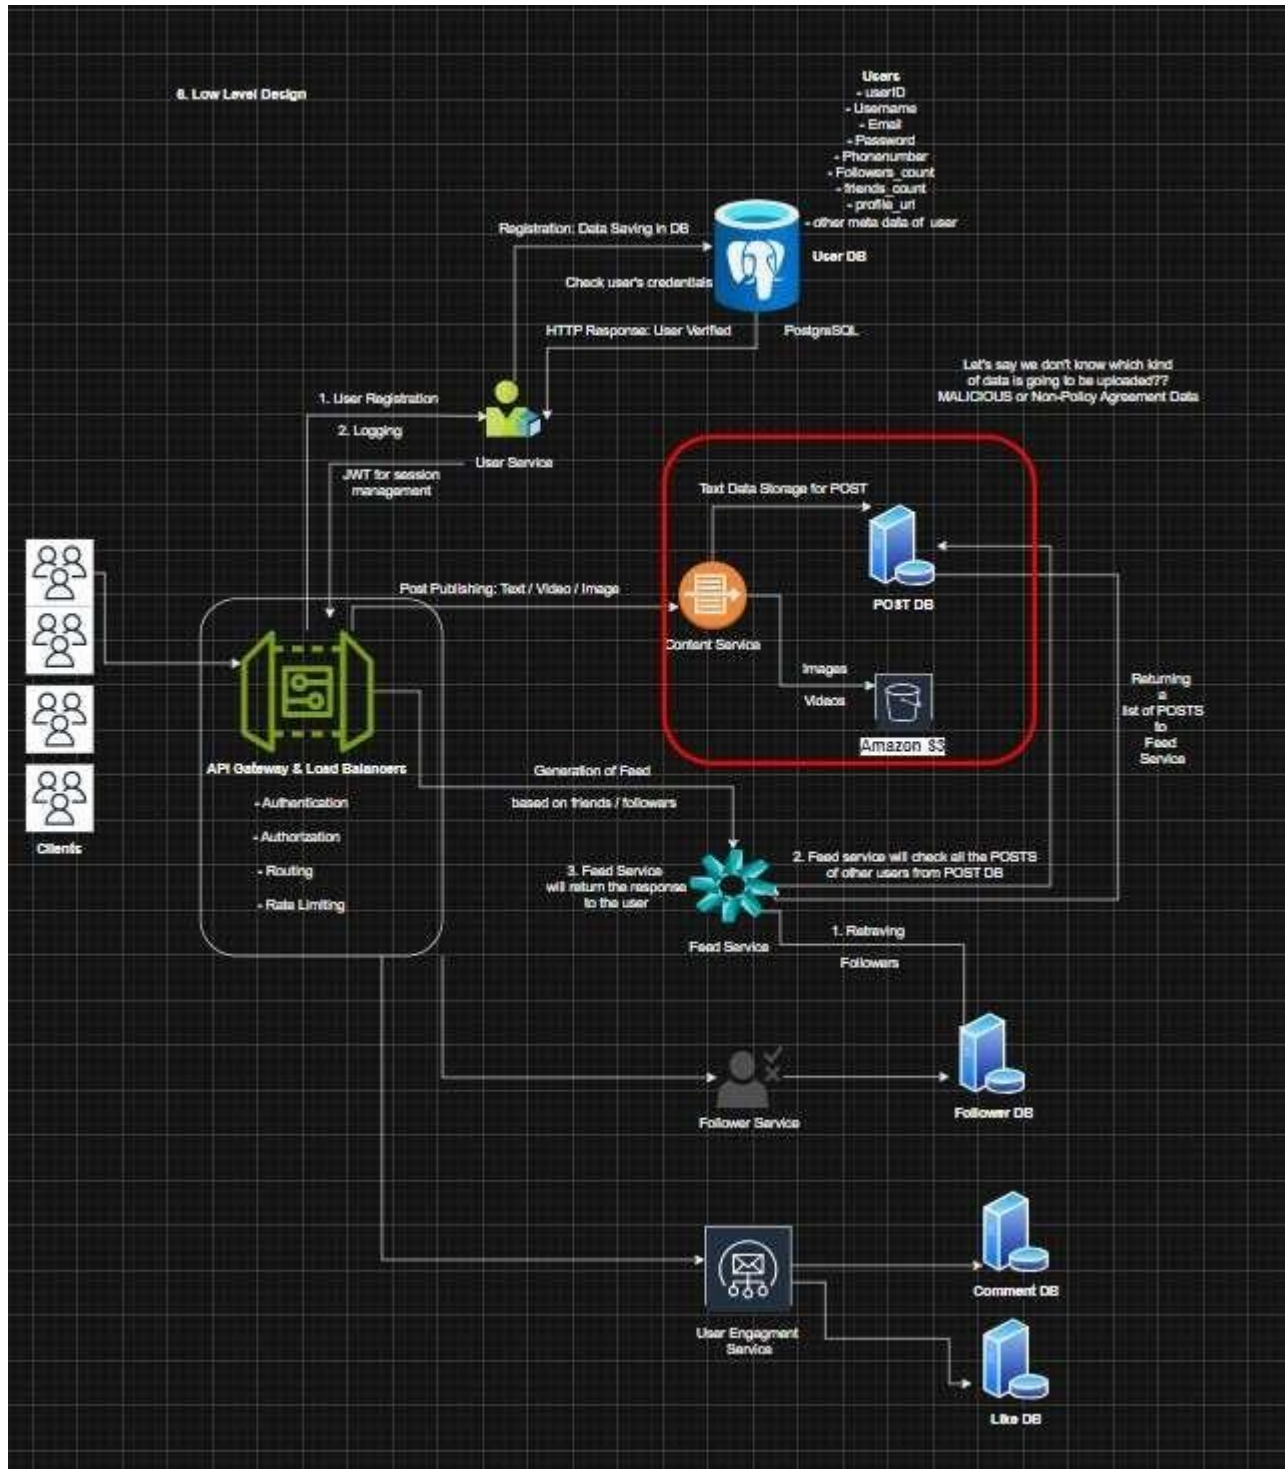 6. Low Level Design
Users
- userID
- Username
- Email
- Password
- Phonenumber
- Followers_count
- friends_count
- profile_url
- other meta data of user
Registration: Data Saving in DB
User DB
Check user's credentials
HTTP Response: User Verified
PostgraSQL
Let's say we don't know which kind
of data is going to be uploaded??
MALICIOUS or Non-Policy Agreement Data
1. User Registration
2. Logging
User Service
JWT for session
management
Text Data Storage for POST
Post Publishing: Text / Video / Image
POST DB
Content Service
Images
Videos
Amazon S3
Returning
a
list of POSTS
to
Feed
Service
API Gateway & Load Balancers
- Authentication
- Authorization
- Routing
- Rate Limiting
Clients
Generation of Feed
based on friends / followers
2. Feed service will check all the POSTS
of other users from POST DB
3. Feed Service
will return the response
to the user
Feed Service
1. Retraving
Followers
Follower Service
Follower DB
Comment DB
User Engagment
Service
Like DB